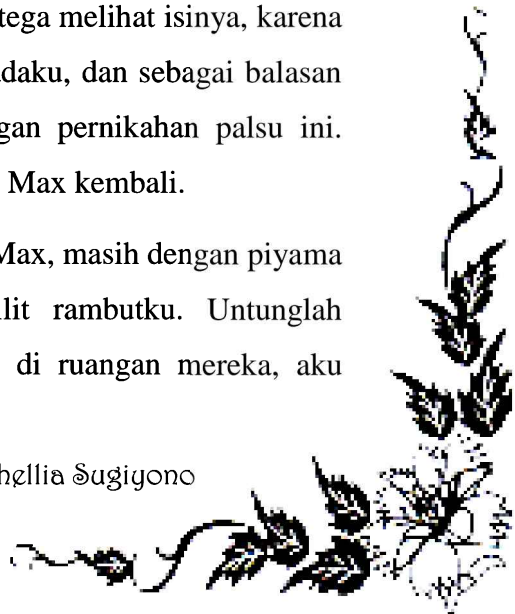 tega melihat isinya, karena
adaku, dan sebagai balasan
gan pernikahan palsu ini.
Max kembali.
Max, masih dengan piyama
lit rambutku. Untunglah
di ruangan mereka, aku
hellia Sugiyono